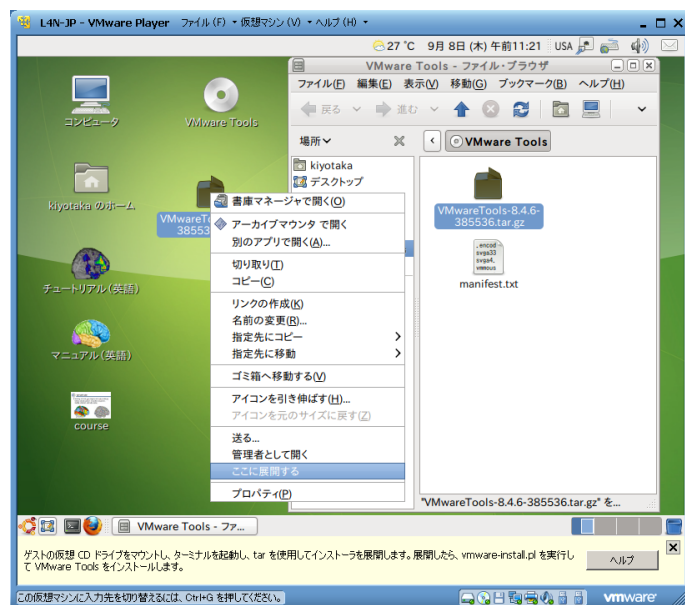 L4N-JP - VMware Player ファイル(F) 仮想マシン(V) ヘルプ(H)
27 °C 9月 8日 (木) 午前11:21 USA
コンピュータ
VMware Tools
kiyotaka のホーム
VMwareTo
38553
チュートリアル(英語)
マニュアル(英語)
course
VMware Tools - ファイル・ブラウザ
ファイル(F) 編集(E) 表示(V) 移動(G) ブックマーク(B) ヘルプ(H)
戻る 進む
場所
VMware Tools
kiyotaka
デスクトップ
VMwareTools-8.4.6-
385536.tar.gz
.encod
svga33
svga4.
vmmous
manifest.txt
書庫マネージャで開く(O)
アーカイブマウンタ で開く
別のアプリで開く(A)...
切り取り(T)
コピー(C)
リンクの作成(K)
名前の変更(R)...
指定先にコピー
指定先に移動
ゴミ箱へ移動する(V)
アイコンを引き伸ばす(H)...
アイコンを元のサイズに戻す(Z)
送る...
管理者として開く
ここに展開する
プロパティ(P)
"VMwareTools-8.4.6-385536.tar.gz" を...
VMware Tools - ファ...
ゲストの仮想 CD ドライブをマウントし、ターミナルを起動し、tar を使用してインストーラを展開します。展開したら、vmware-install.pl を実行し
て VMware Tools をインストールします。
ヘルプ
この仮想マシンに入力先を切り替えるには、Ctrl+G を押してください。
vmware